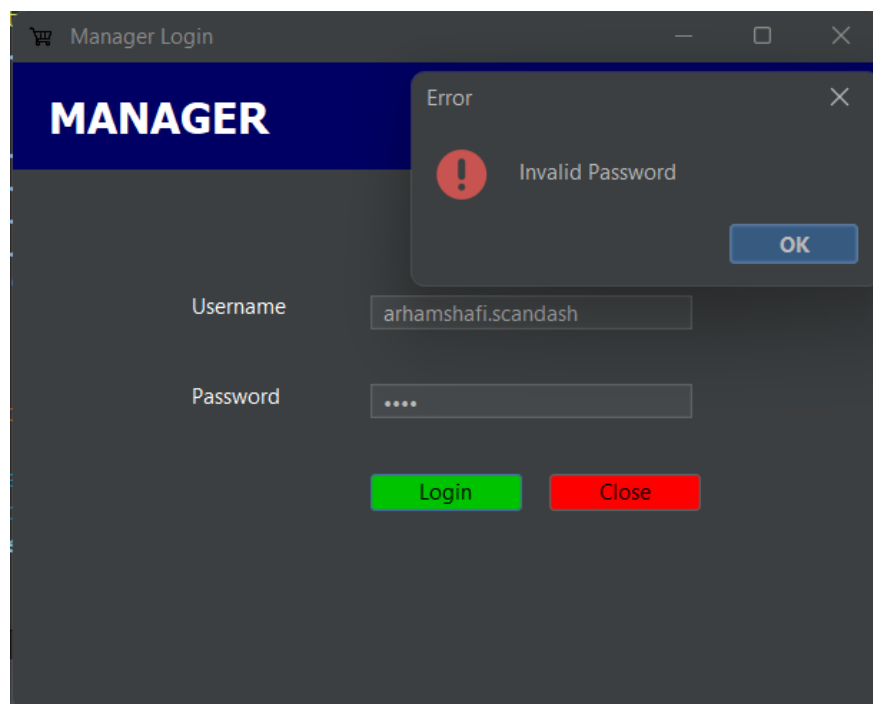 Manager Login
MANAGER
Error
Invalid Password
OK
Username
arhamshafi.scandash
Password
••••
Login
Close